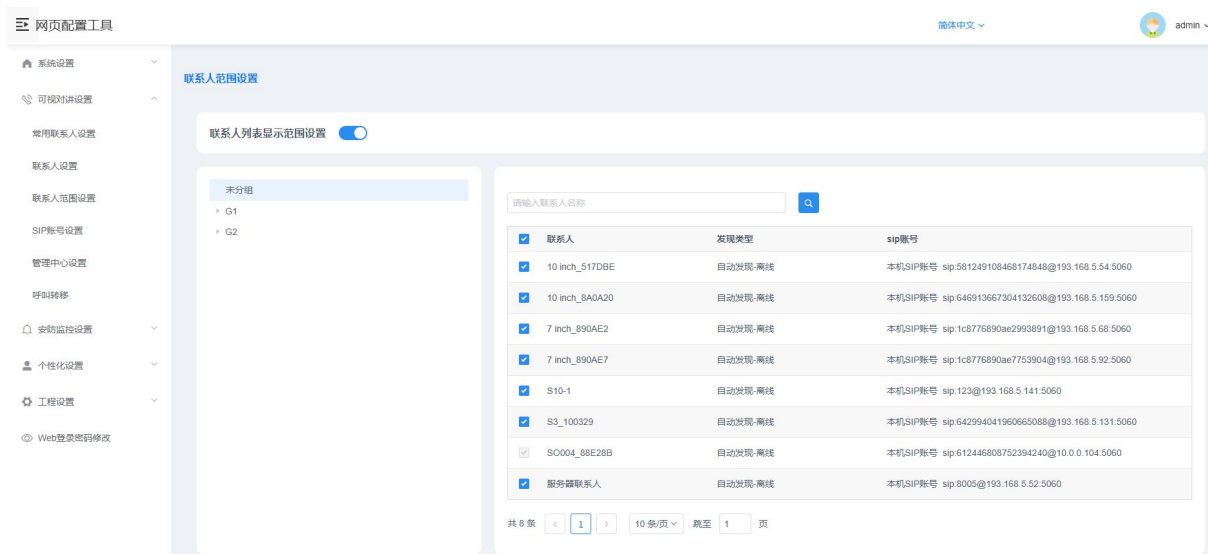 网页配置工具
简体中文
admin
系统设置
可视对讲设置
常用联系人设置
联系人设置
联系人范围设置
SIP账号设置
管理中心设置
呼叫转移
安防监控设置
个性化设置
工程设置
Web登录密码修改
联系人范围设置
联系人列表显示范围设置
未分组
G1
G2
请输入联系人名称
联系人 发现类型 sip账号
10 inch_517DBE 自动发现-离线 本机SIP账号 sip:581249108468174848@193.168.5.54:5060
10 inch_8A0A20 自动发现-离线 本机SIP账号 sip:646913667304132608@193.168.5.159:5060
7 inch_890AE2 自动发现-离线 本机SIP账号 sip:1c8776890ae2993891@193.168.5.68:5060
7 inch_890AE7 自动发现-离线 本机SIP账号 sip:1c8776890ae7753904@193.168.5.92:5060
S10-1 自动发现-离线 本机SIP账号 sip:123@193.168.5.141:5060
S3_100329 自动发现-离线 本机SIP账号 sip:642994041960665088@193.168.5.131:5060
SO004_88E28B 自动发现-离线 本机SIP账号 sip:612446808752394240@10.0.0.104:5060
服务器联系人 自动发现-离线 本机SIP账号 sip:8005@193.168.5.52:5060
共 8 条 < 1 > 10 条/页 跳至 1 页